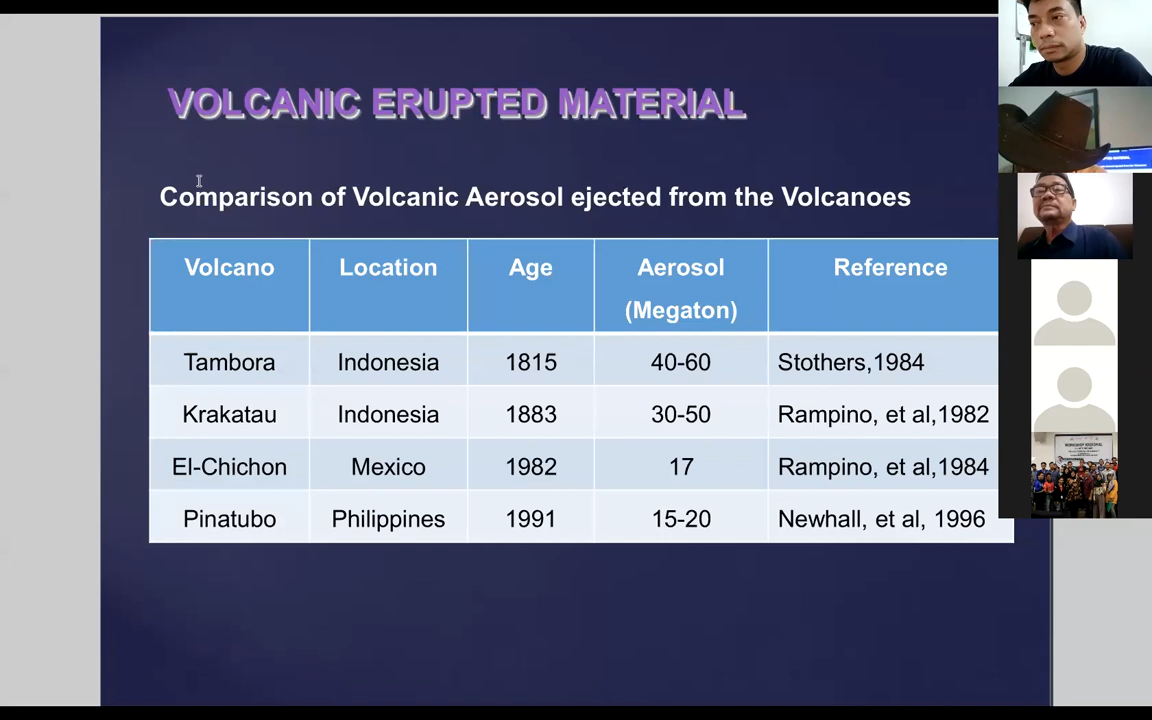 VOLCANIC ERUPTED MATERIAL
Comparison of Volcanic Aerosol ejected from the Volcanoes
Volcano Location Age Aerosol (Megaton) Reference
Tambora Indonesia 1815 40-60 Stothers,1984
Krakatau Indonesia 1883 30-50 Rampino, et al,1982
El-Chichon Mexico 1982 17 Rampino, et al,1984
Pinatubo Philippines 1991 15-20 Newhall, et al, 1996